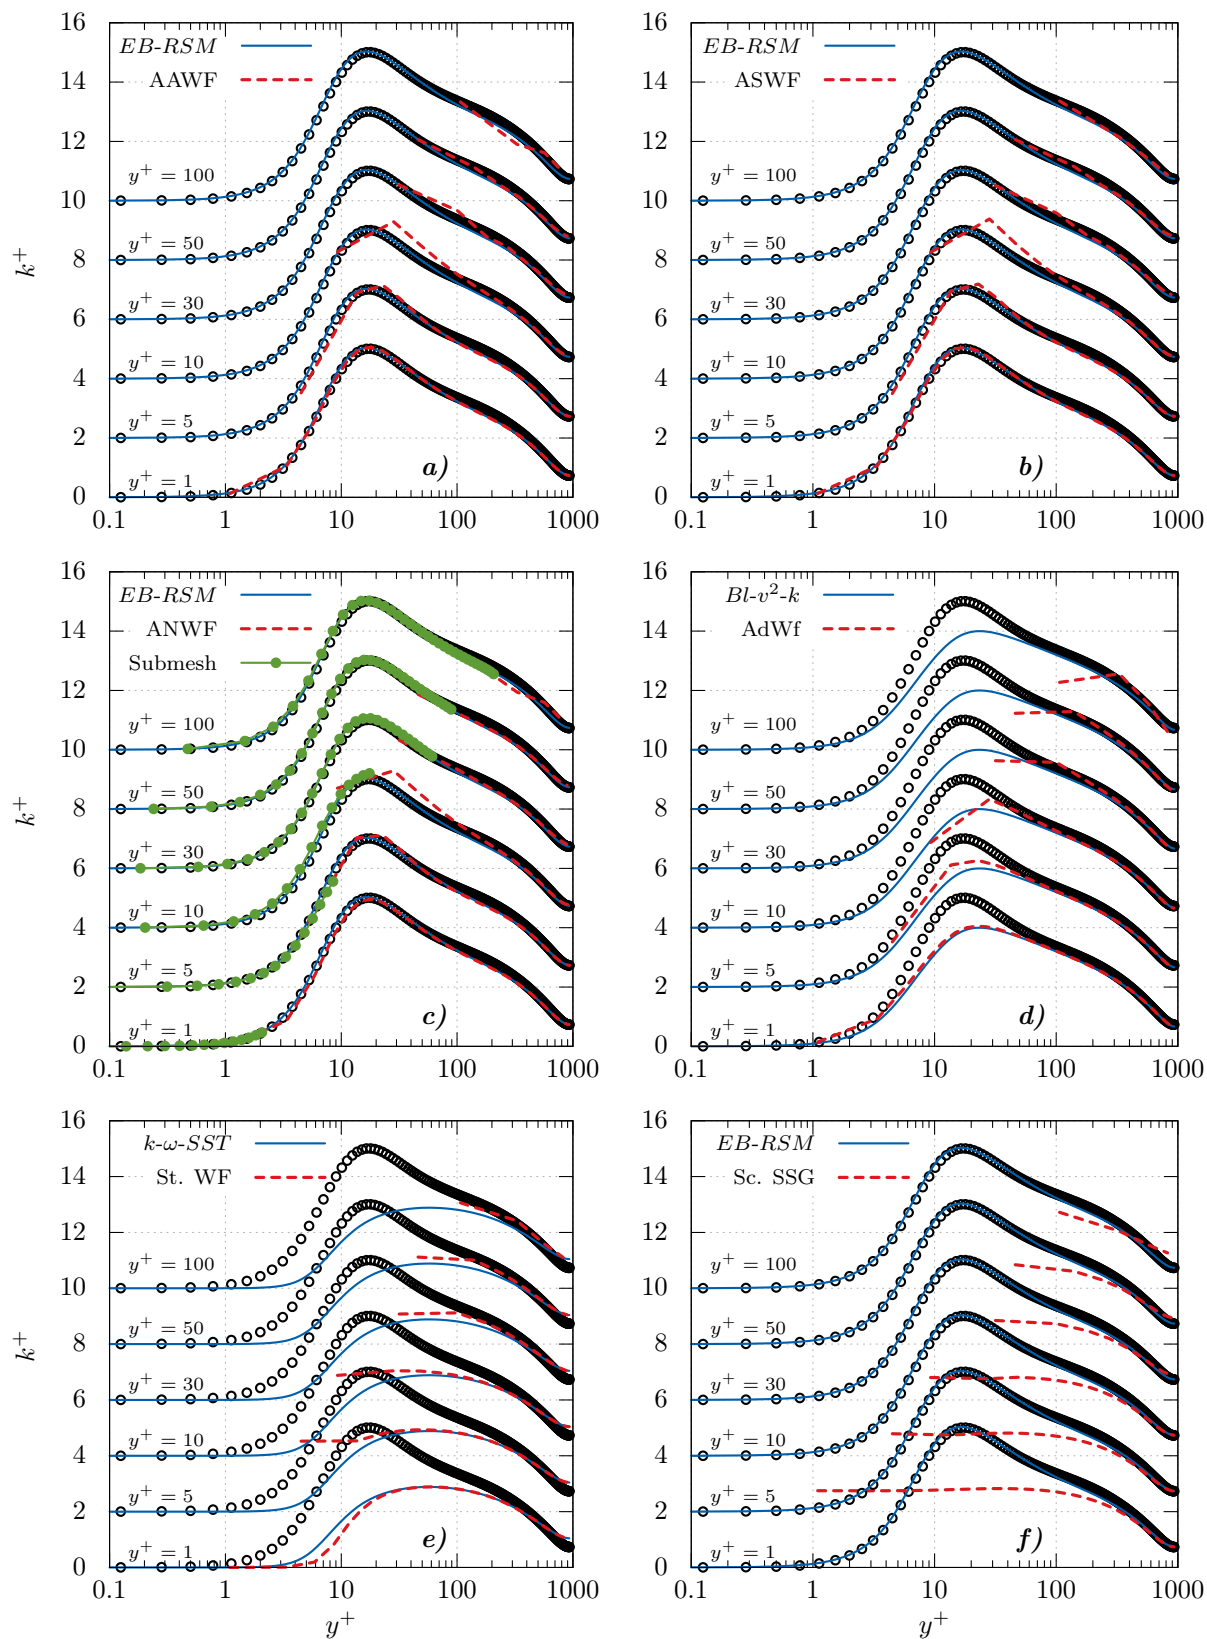 16
14
12
10
8
6
4
2
0
k⁺
EB-RSM
AAWF
y⁺ = 100
y⁺ = 50
y⁺ = 30
y⁺ = 10
y⁺ = 5
y⁺ = 1
a)
0.1 1 10 100 1000
16
14
12
10
8
6
4
2
0
EB-RSM
ASWF
y⁺ = 100
y⁺ = 50
y⁺ = 30
y⁺ = 10
y⁺ = 5
y⁺ = 1
b)
0.1 1 10 100 1000
16
14
12
10
8
6
4
2
0
k⁺
EB-RSM
ANWF
Submesh
y⁺ = 100
y⁺ = 50
y⁺ = 30
y⁺ = 10
y⁺ = 5
y⁺ = 1
c)
0.1 1 10 100 1000
16
14
12
10
8
6
4
2
0
Bl-v²-k
AdWf
y⁺ = 100
y⁺ = 50
y⁺ = 30
y⁺ = 10
y⁺ = 5
y⁺ = 1
d)
0.1 1 10 100 1000
16
14
12
10
8
6
4
2
0
k⁺
k-ω-SST
St. WF
y⁺ = 100
y⁺ = 50
y⁺ = 30
y⁺ = 10
y⁺ = 5
y⁺ = 1
e)
0.1 1 10 100 1000
y⁺
16
14
12
10
8
6
4
2
0
EB-RSM
Sc. SSG
y⁺ = 100
y⁺ = 50
y⁺ = 30
y⁺ = 10
y⁺ = 5
y⁺ = 1
f)
0.1 1 10 100 1000
y⁺